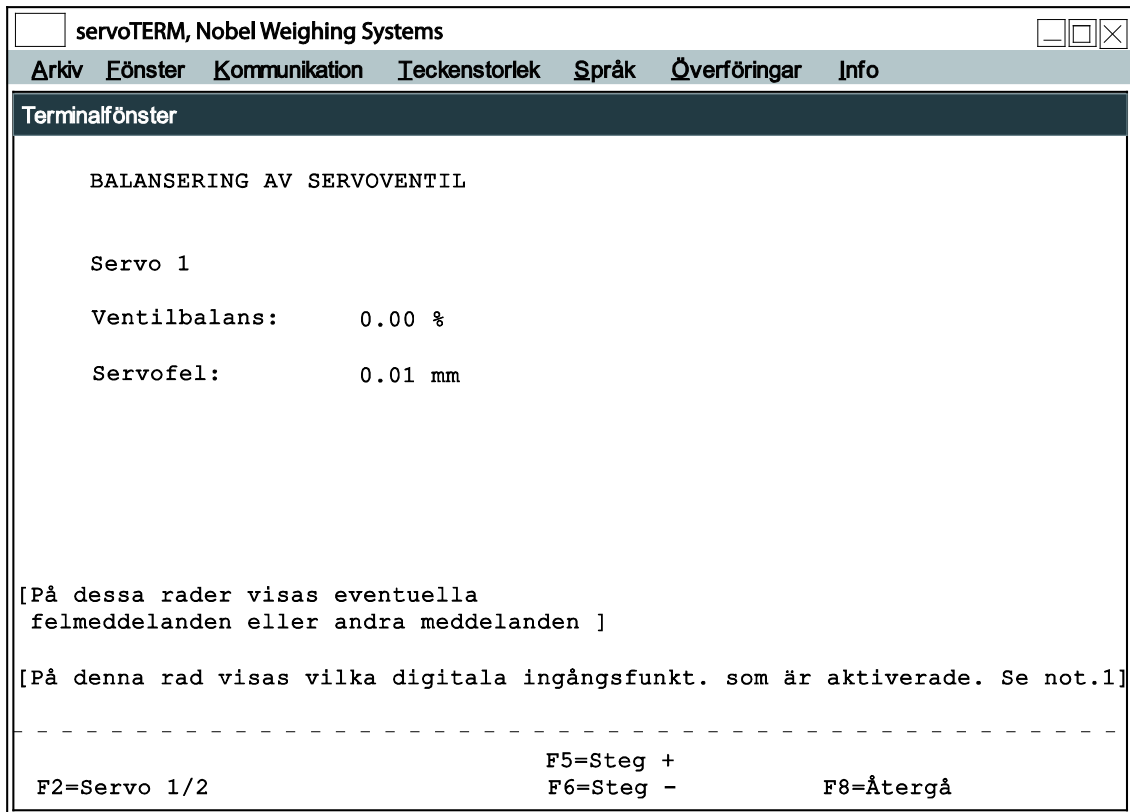 servoTERM, Nobel Weighing Systems
Arkiv Fönster Kommunikation Teckenstorlek Språk Överföringar Info
Terminalfönster
BALANSERING AV SERVOVENTIL
Servo 1
Ventilbalans: 0.00 %
Servofel: 0.01 mm
[På dessa rader visas eventuella
felmeddelanden eller andra meddelanden ]
[På denna rad visas vilka digitala ingångsfunkt. som är aktiverade. Se not.1]
F5=Steg +
F2=Servo 1/2 F6=Steg - F8=Återgå